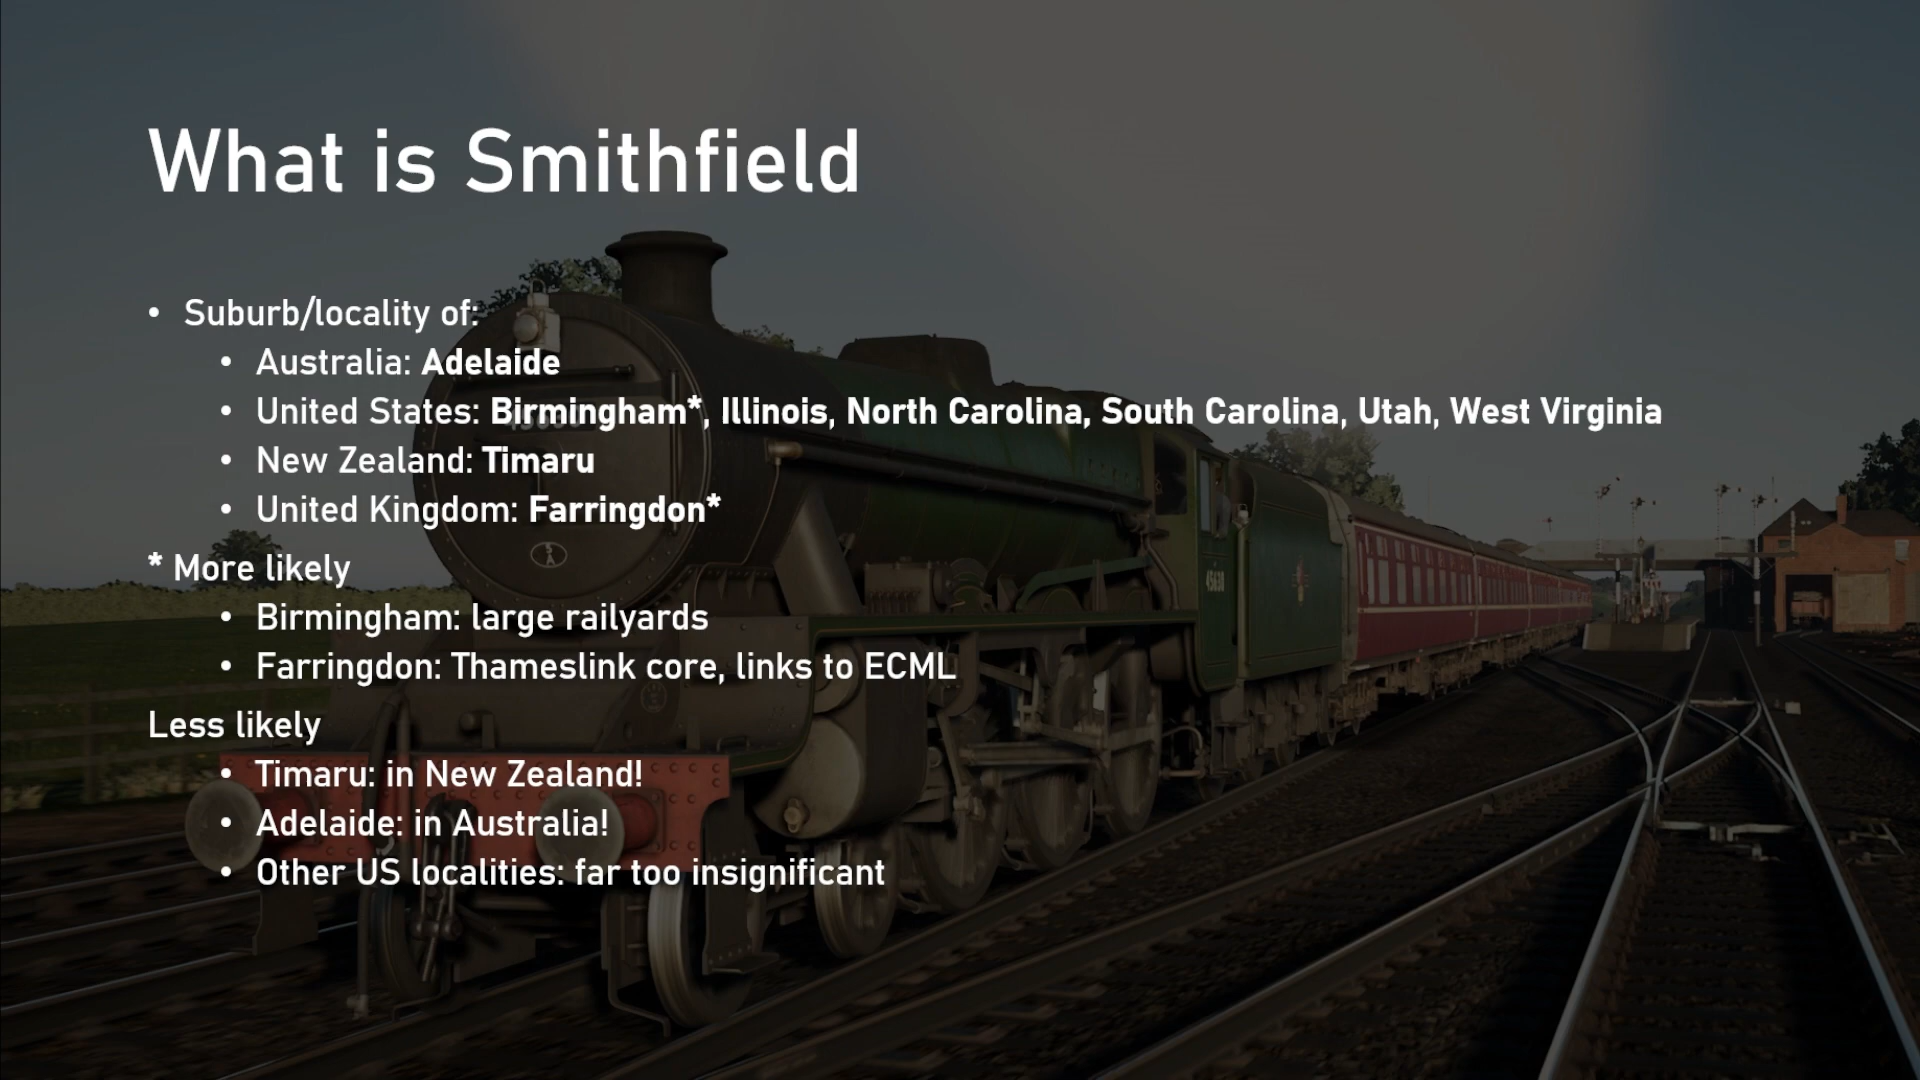 What is Smithfield
• Suburb/locality of:
• Australia: Adelaide
• United States: Birmingham*, Illinois, North Carolina, South Carolina, Utah, West Virginia
• New Zealand: Timaru
• United Kingdom: Farringdon*
* More likely
• Birmingham: large railyards
• Farringdon: Thameslink core, links to ECML
Less likely
• Timaru: in New Zealand!
• Adelaide: in Australia!
• Other US localities: far too insignificant
5
A